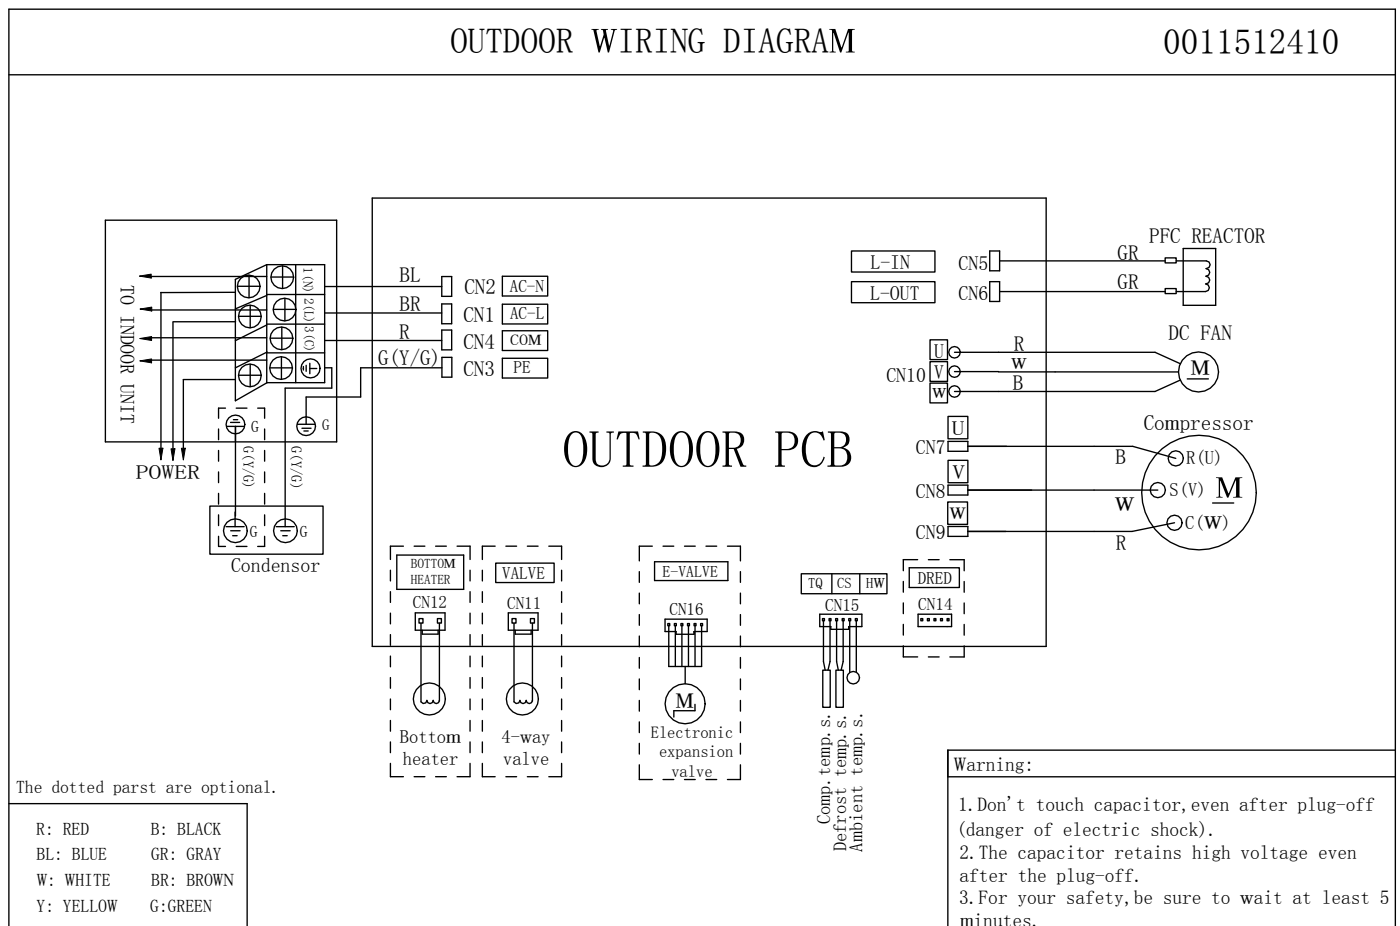 OUTDOOR WIRING DIAGRAM
0011512410
TO INDOOR UNIT
1(N)
2(L)
3(C)
POWER
G
G
G(Y/G)
G(Y/G)
G
G
Condensor
BL
CN2
AC-N
BR
CN1
AC-L
R
CN4
COM
G(Y/G)
CN3
PE
OUTDOOR PCB
L-IN
CN5
GR
PFC REACTOR
L-OUT
CN6
GR
DC FAN
CN10
U
V
W
R
W
B
M
Compressor
U
CN7
B
R(U)
V
CN8
W
S(V)
M
W
CN9
R
C(W)
BOTTOM
HEATER
CN12
Bottom
heater
VALVE
CN11
4-way
valve
E-VALVE
CN16
M
Electronic
expansion
valve
TQ
CS
HW
CN15
Comp.temp.s.
Defrost temp.s.
Ambient temp.s.
DRED
CN14
The dotted parst are optional.
R: RED B: BLACK
BL: BLUE GR: GRAY
W: WHITE BR: BROWN
Y: YELLOW G:GREEN
Warning:
1.Don't touch capacitor,even after plug-off
(danger of electric shock).
2.The capacitor retains high voltage even
after the plug-off.
3.For your safety,be sure to wait at least 5
minutes.